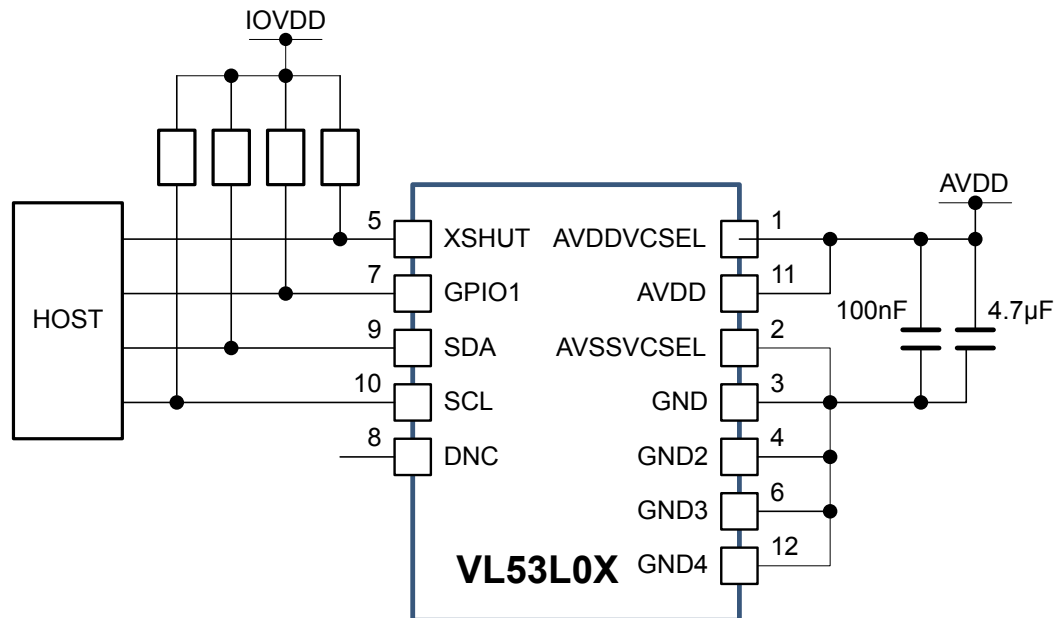 IOVDD
AVDD
HOST
5 XSHUT
7 GPIO1
9 SDA
10 SCL
8 DNC
AVDDVCSEL 1
AVDD 11
AVSSVCSEL 2
GND 3
GND2 4
GND3 6
GND4 12
100nF
4.7µF
VL53L0X